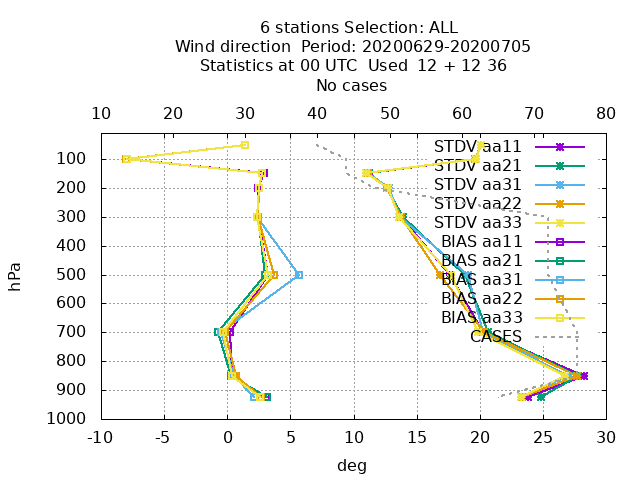 6 stations Selection: ALL
Wind direction  Period: 20200629-20200705
Statistics at 00 UTC  Used  12 + 12 36
No cases
10 20 30 40 50 60 70 80
STDV aa11
STDV aa21
STDV aa31
STDV aa22
STDV aa33
BIAS aa11
BIAS aa21
BIAS aa31
BIAS aa22
BIAS aa33
CASES
100
200
300
400
500
600
700
800
900
1000
hPa
-10 -5 0 5 10 15 20 25 30
deg